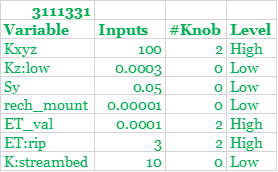 3111331
Variable Inputs #Knob Level
Kxyz 100 2 High
Kz:low 0.0003 0 Low
Sy 0.05 0 Low
rech_mount 0.00001 0 Low
ET_val 0.0001 2 High
ET:rip 3 2 High
K:streambed 10 0 Low